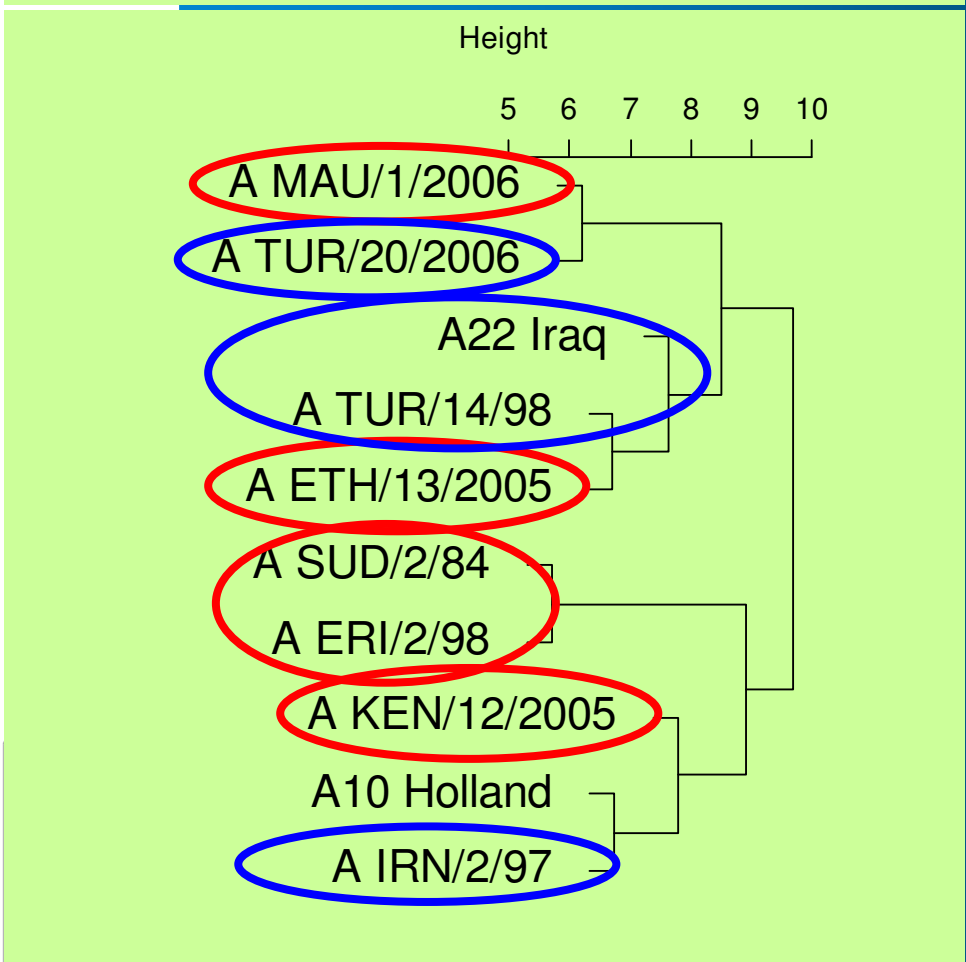 Height
5 6 7 8 9 10
A MAU/1/2006
A TUR/20/2006
A22 Iraq
A TUR/14/98
A ETH/13/2005
A SUD/2/84
A ERI/2/98
A KEN/12/2005
A10 Holland
A IRN/2/97